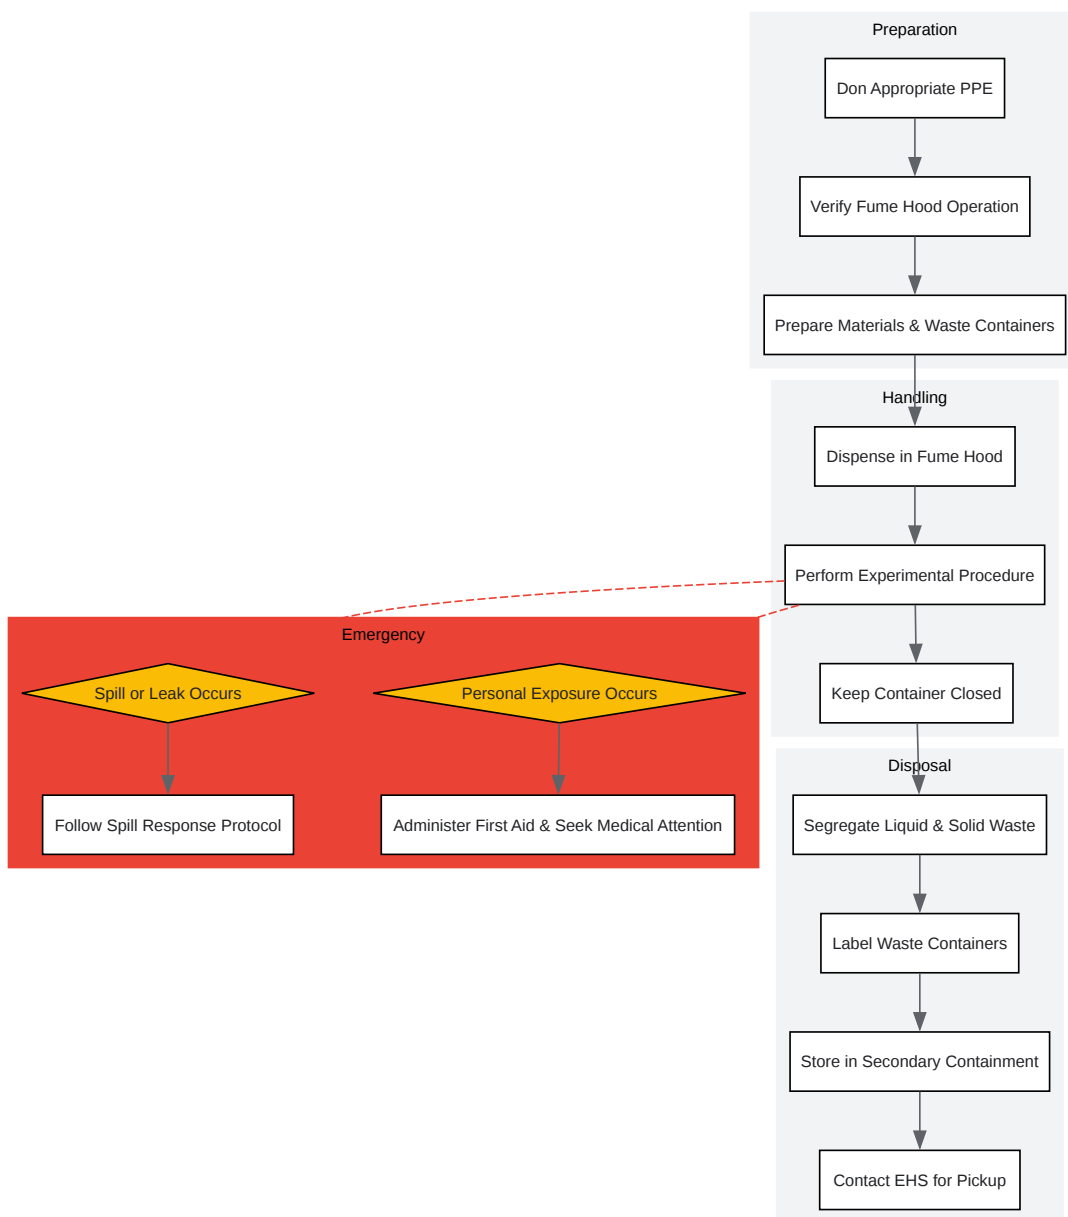 Preparation
Don Appropriate PPE
Verify Fume Hood Operation
Prepare Materials & Waste Containers
Handling
Dispense in Fume Hood
Perform Experimental Procedure
Keep Container Closed
Emergency
Spill or Leak Occurs
Personal Exposure Occurs
Follow Spill Response Protocol
Administer First Aid & Seek Medical Attention
Disposal
Segregate Liquid & Solid Waste
Label Waste Containers
Store in Secondary Containment
Contact EHS for Pickup